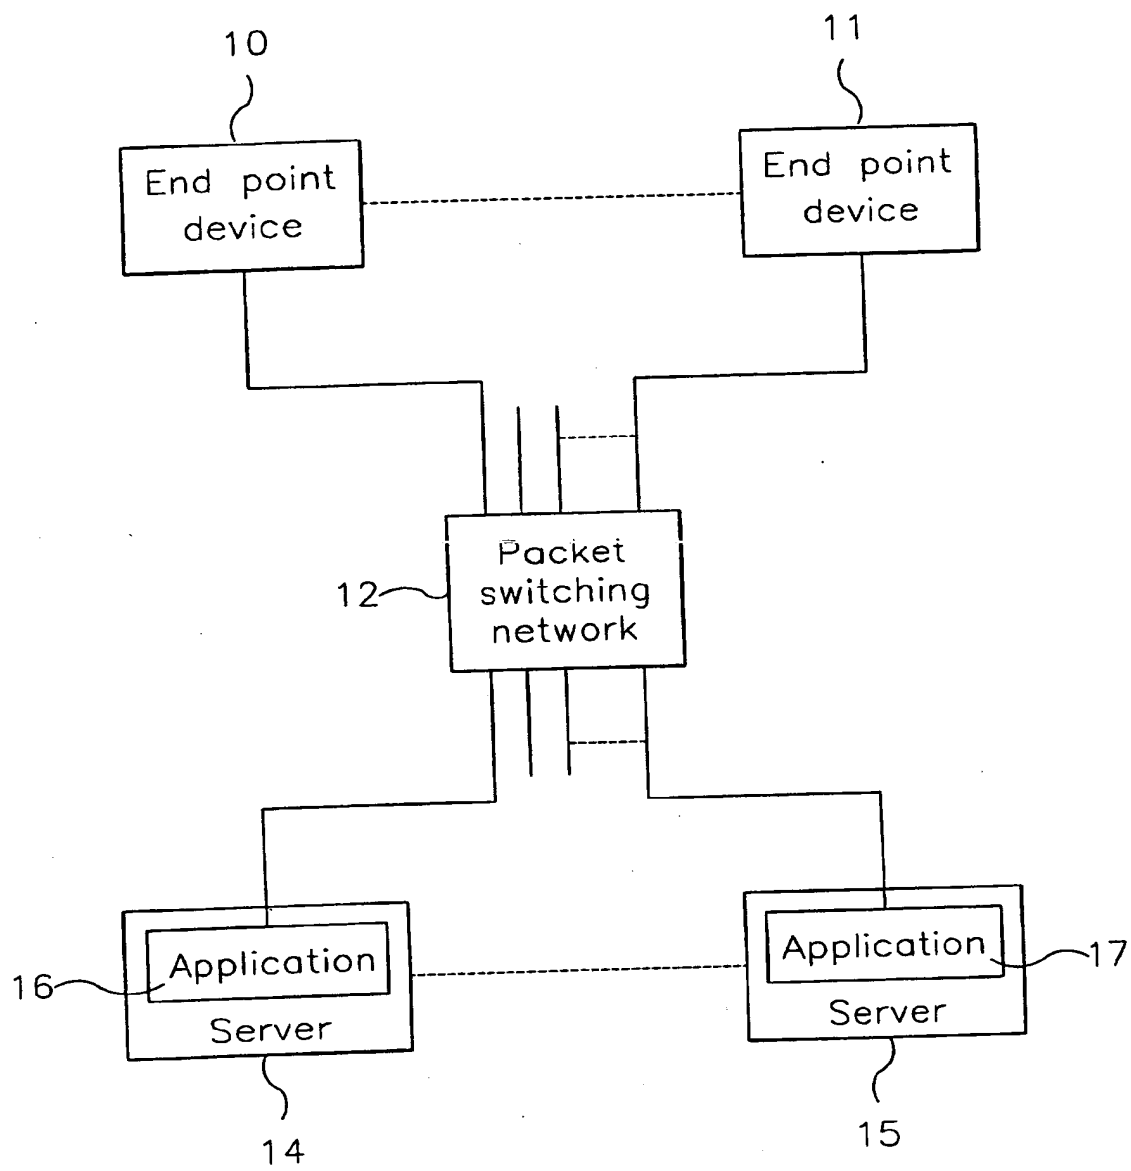 10
11
End point
device
End point
device
12
Packet
switching
network
16
Application
Server
Application
17
Server
14
15